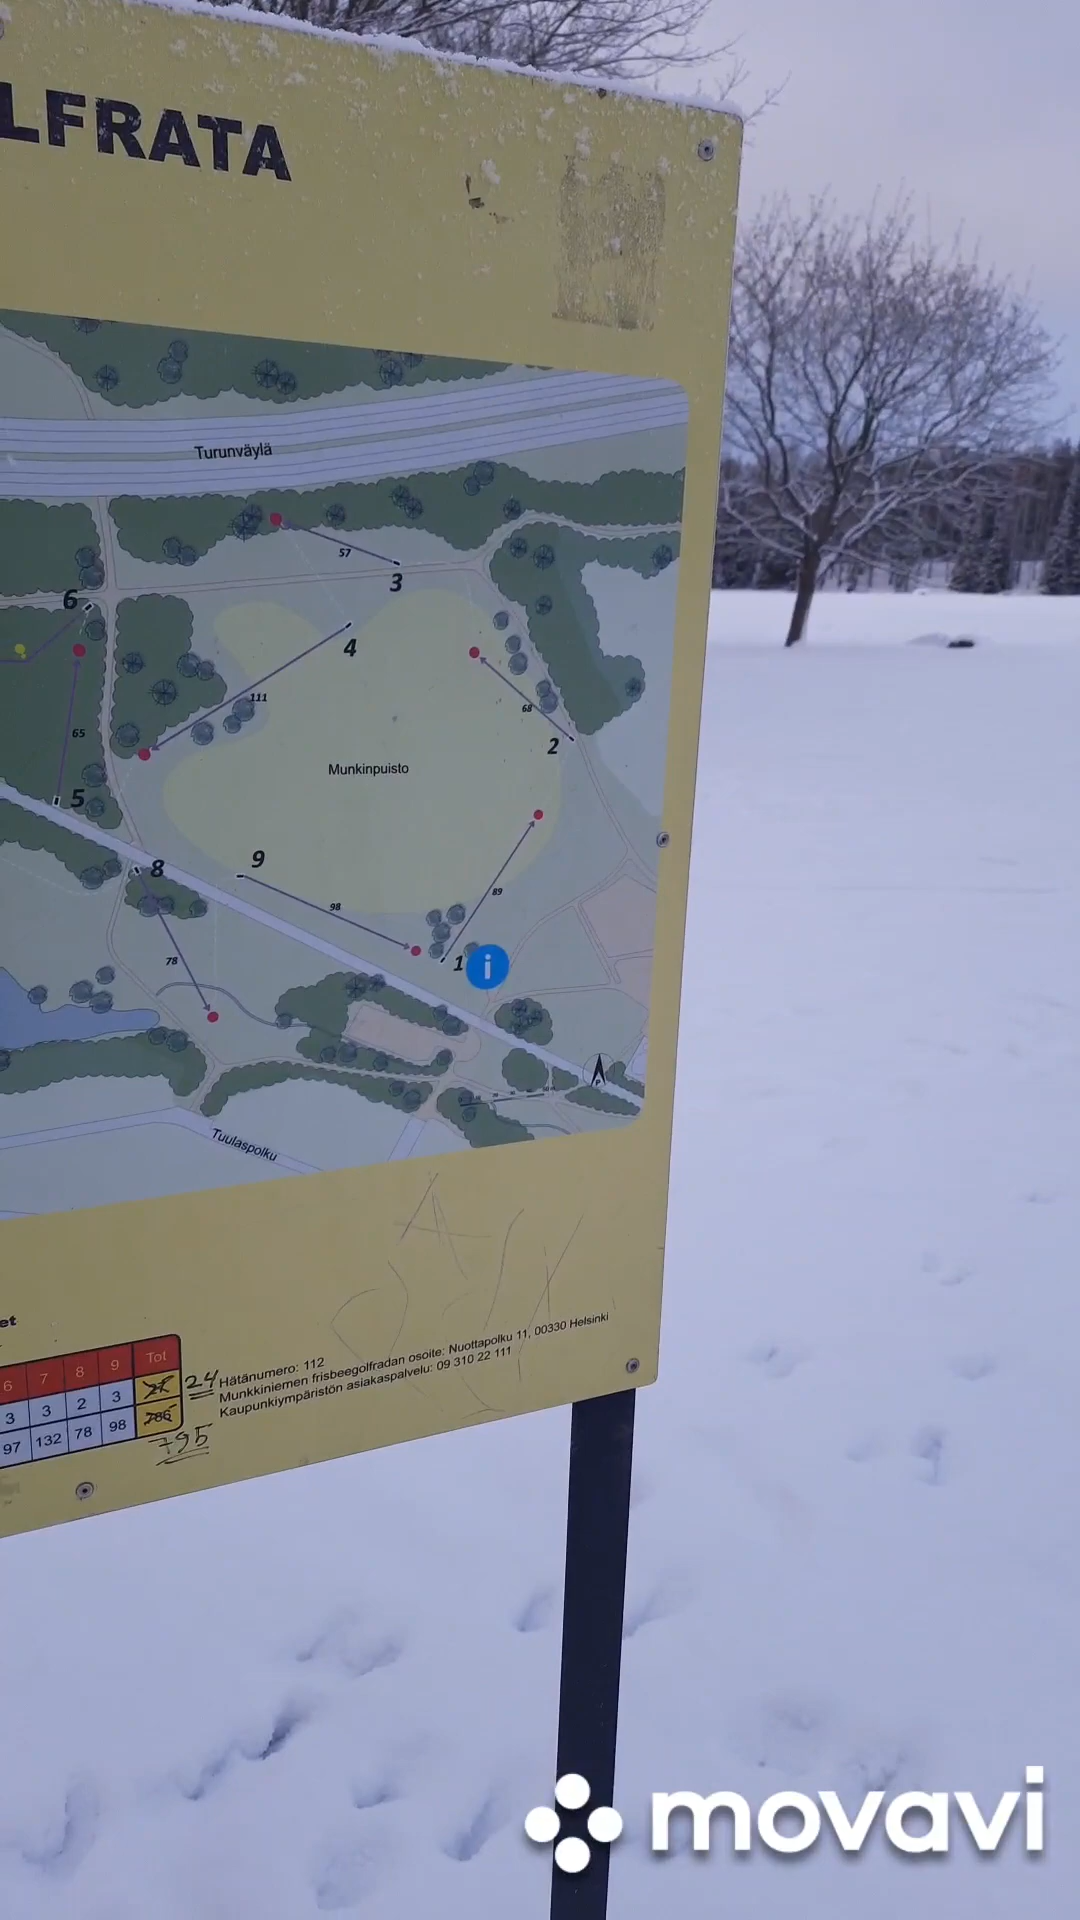 LFRATA
Turunväylä
57
3
6
4
111
68
2
65
5
Munkinpuisto
9
8
98
89
78
1
i
P
Tuulaspolku
et
6 7 8 9 Tot
3 3 2 3 24
97 132 78 98
795
Hätänumero: 112
Munkkiniemen frisbeegolfradan osoite: Nuottapolku 11, 00330 Helsinki
Kaupunkiympäristön asiakaspalvelu: 09 310 22 111
movavi